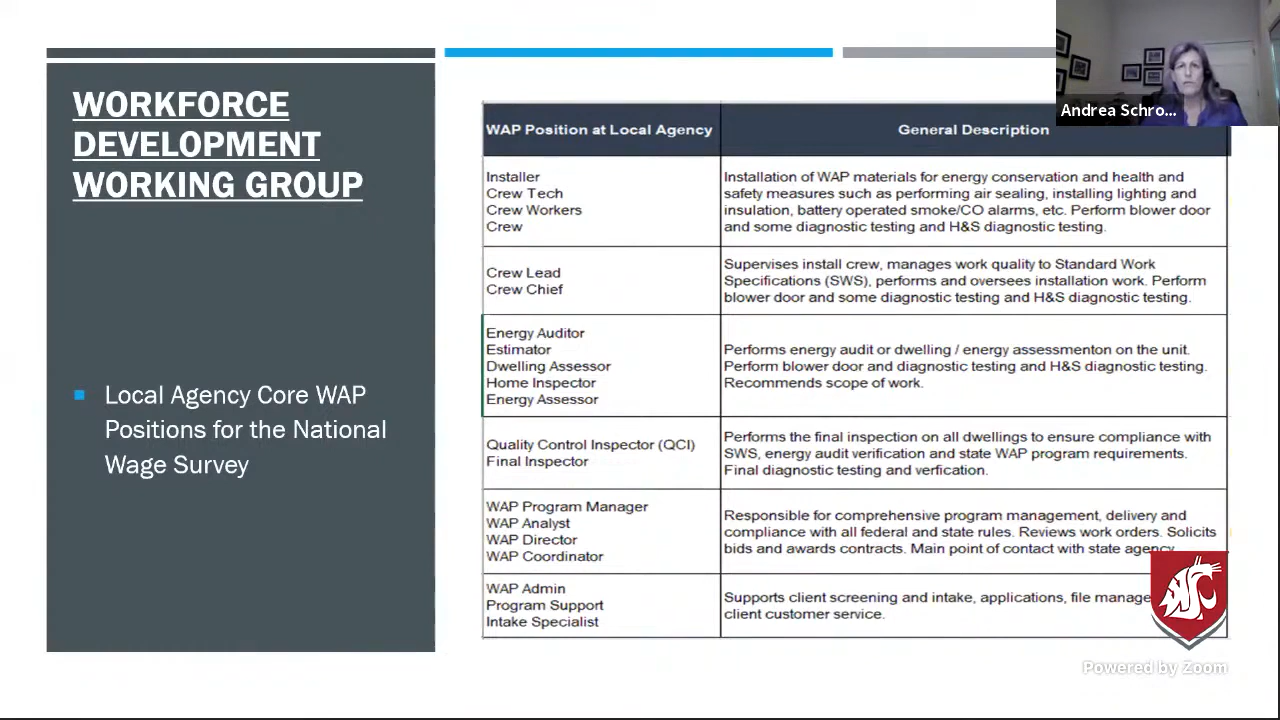 WORKFORCE
DEVELOPMENT
WORKING GROUP
Local Agency Core WAP
Positions for the National
Wage Survey
Andrea Schro...
WAP Position at Local Agency
General Description
Installer
Crew Tech
Crew Workers
Crew
Installation of WAP materials for energy conservation and health and
safety measures such as performing air sealing, installing lighting and
insulation, battery operated smoke/CO alarms, etc. Perform blower door
and some diagnostic testing and H&S diagnostic testing.
Crew Lead
Crew Chief
Supervises install crew, manages work quality to Standard Work
Specifications (SWS), performs and oversees installation work. Perform
blower door and some diagnostic testing and H&S diagnostic testing.
Energy Auditor
Estimator
Dwelling Assessor
Home Inspector
Energy Assessor
Performs energy audit or dwelling / energy assessmenton on the unit.
Perform blower door and diagnostic testing and H&S diagnostic testing.
Recommends scope of work.
Quality Control Inspector (QCI)
Final Inspector
Performs the final inspection on all dwellings to ensure compliance with
SWS, energy audit verification and state WAP program requirements.
Final diagnostic testing and verfication.
WAP Program Manager
WAP Analyst
WAP Director
WAP Coordinator
Responsible for comprehensive program management, delivery and
compliance with all federal and state rules. Reviews work orders. Solicits
bids and awards contracts. Main point of contact with state agency.
WAP Admin
Program Support
Intake Specialist
Supports client screening and intake, applications, file manage
client customer service.
Powered by Zoom